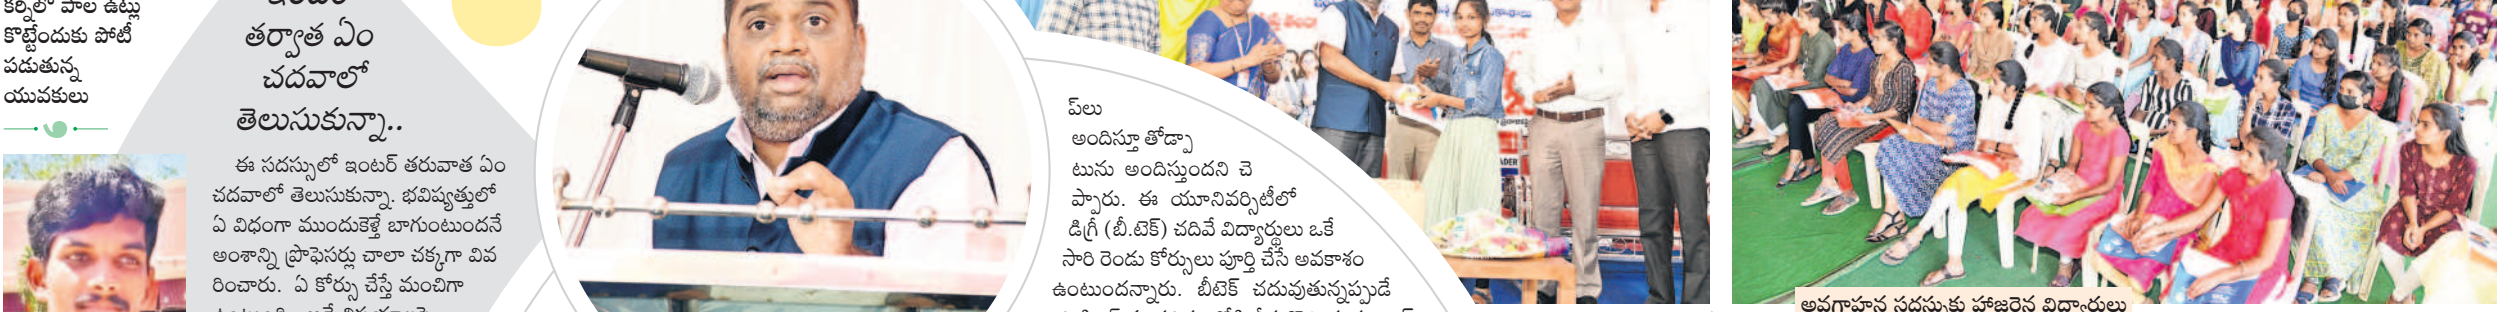 కర్నీలో పాల ఉట్లు
కొట్టేందుకు పోటీ
పడుతున్న
యువకులు
తర్వాత ఏం
చదవాలో
తెలుసుకున్నా..
ఈ సదస్సులో ఇంటర్ తరువాత ఏం
చదవాలో తెలుసుకున్నా. భవిష్యత్తులో
ఏ విధంగా ముందుకెళ్తే బాగుంటుందనే
అంశాన్ని ప్రొఫెసర్లు చాలా చక్కగా వివ
రించారు. ఏ కోర్సు చేస్తే మంచిగా
ప్‌లు
అందిస్తూ తోడ్పా
టును అందిస్తుందని చె
ప్పారు. ఈ యూనివర్సిటీలో
డిగ్రీ (బీ.టెక్) చదివే విద్యార్థులు ఒకే
సారి రెండు కోర్సులు పూర్తి చేసే అవకాశం
ఉంటుందన్నారు. బీటెక్ చదువుతున్నప్పుడే
అవగాహన సదస్సుకు హాజరైన విద్యార్థులు